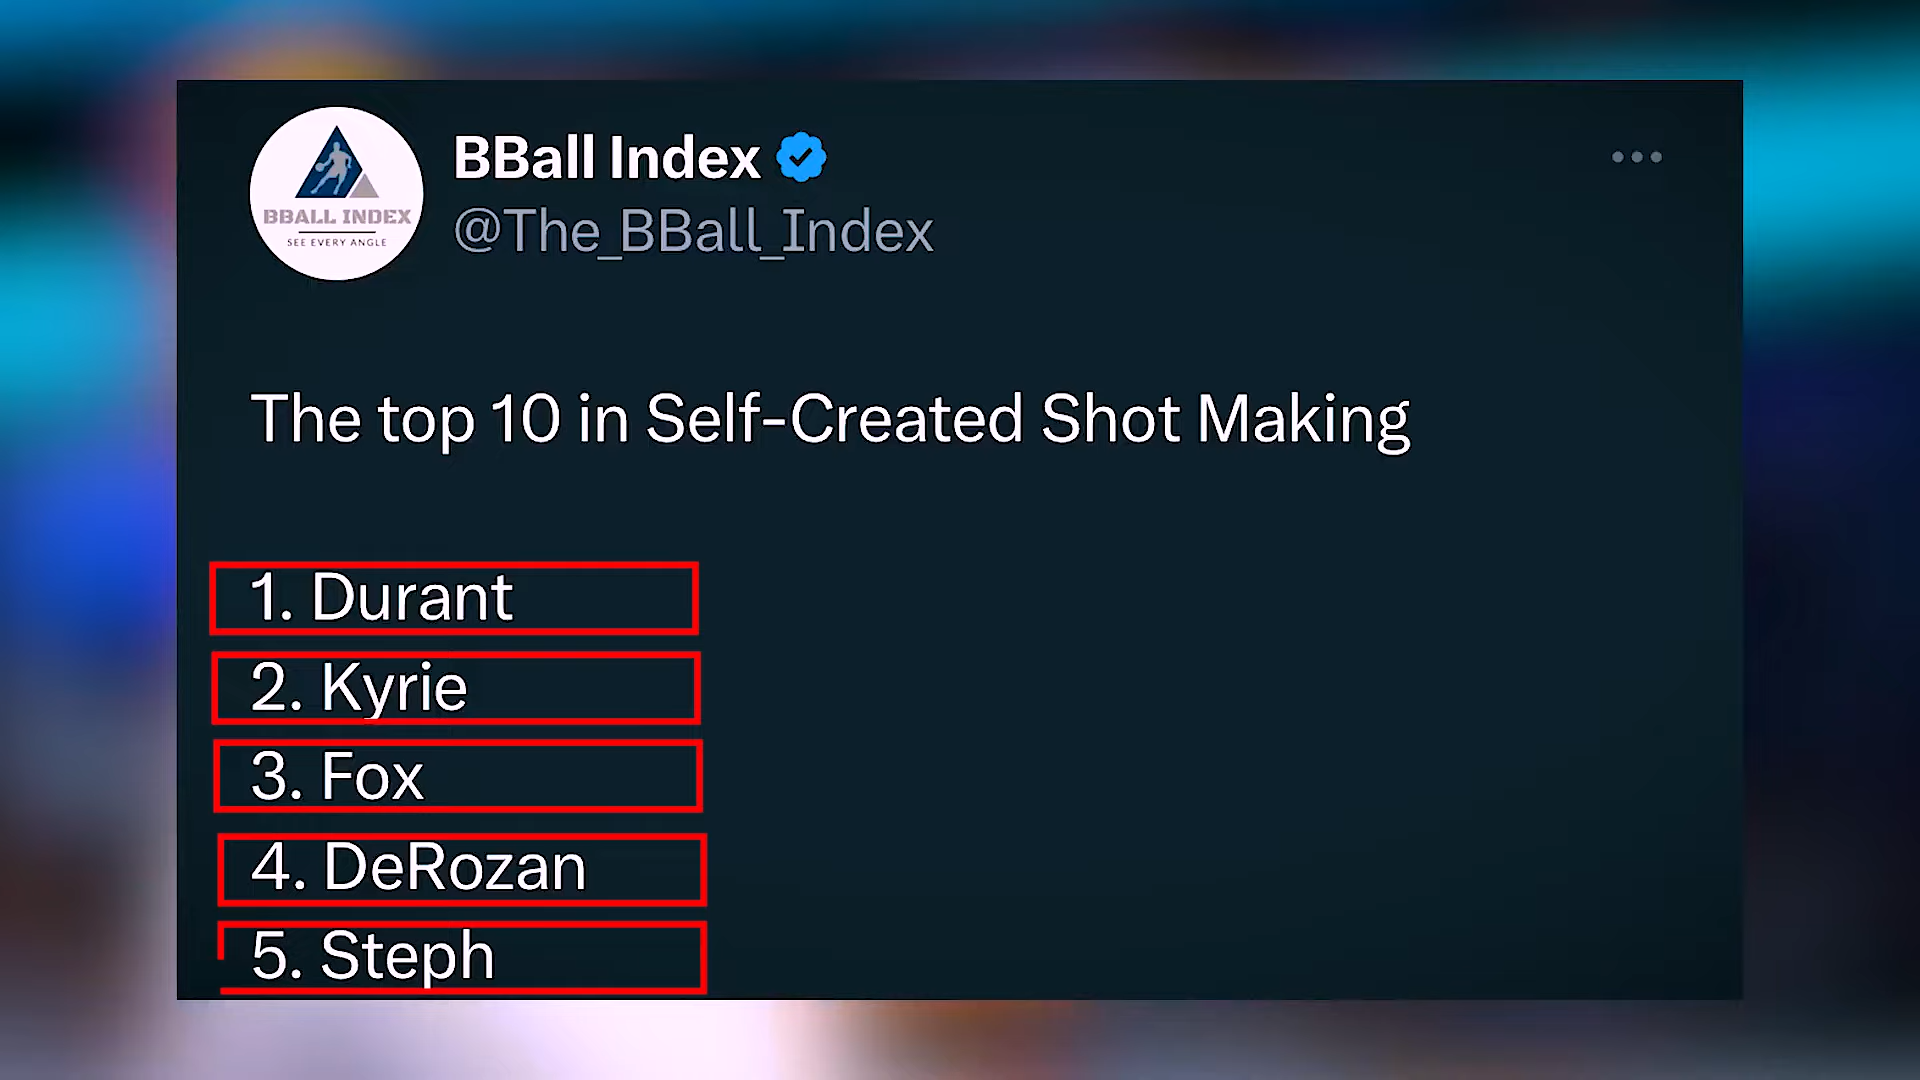 BBALL INDEX
SEE EVERY ANGLE
BBall Index
@The_BBall_Index
The top 10 in Self-Created Shot Making
1. Durant
2. Kyrie
3. Fox
4. DeRozan
5. Steph